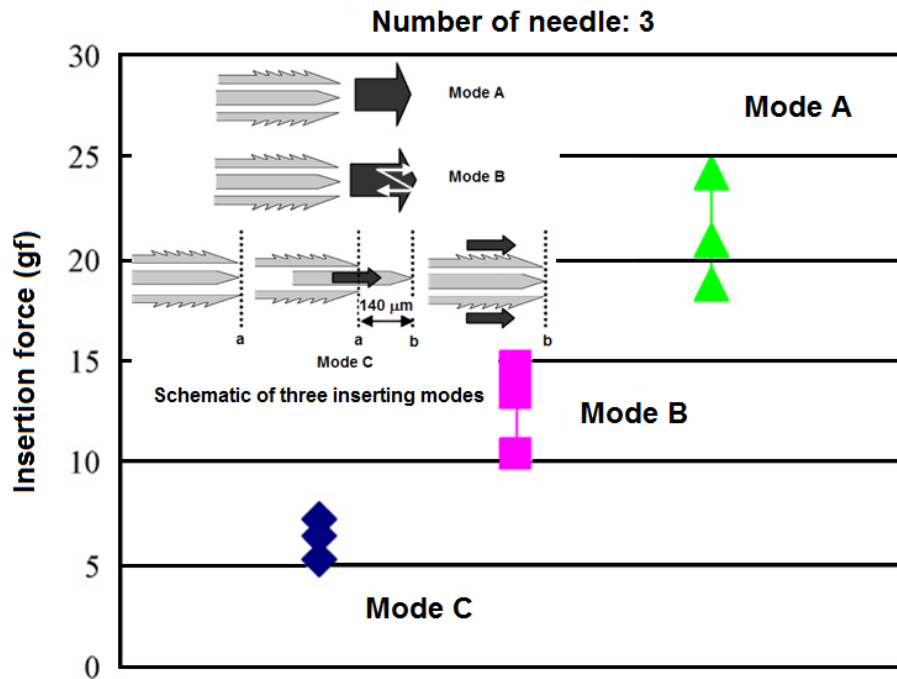 Number of needle: 3
30
25
20
15
10
5
0
Insertion force (gf)
Mode A
Mode B
140 μm
a
a
b
b
Mode C
Schematic of three inserting modes
Mode A
Mode B
Mode C